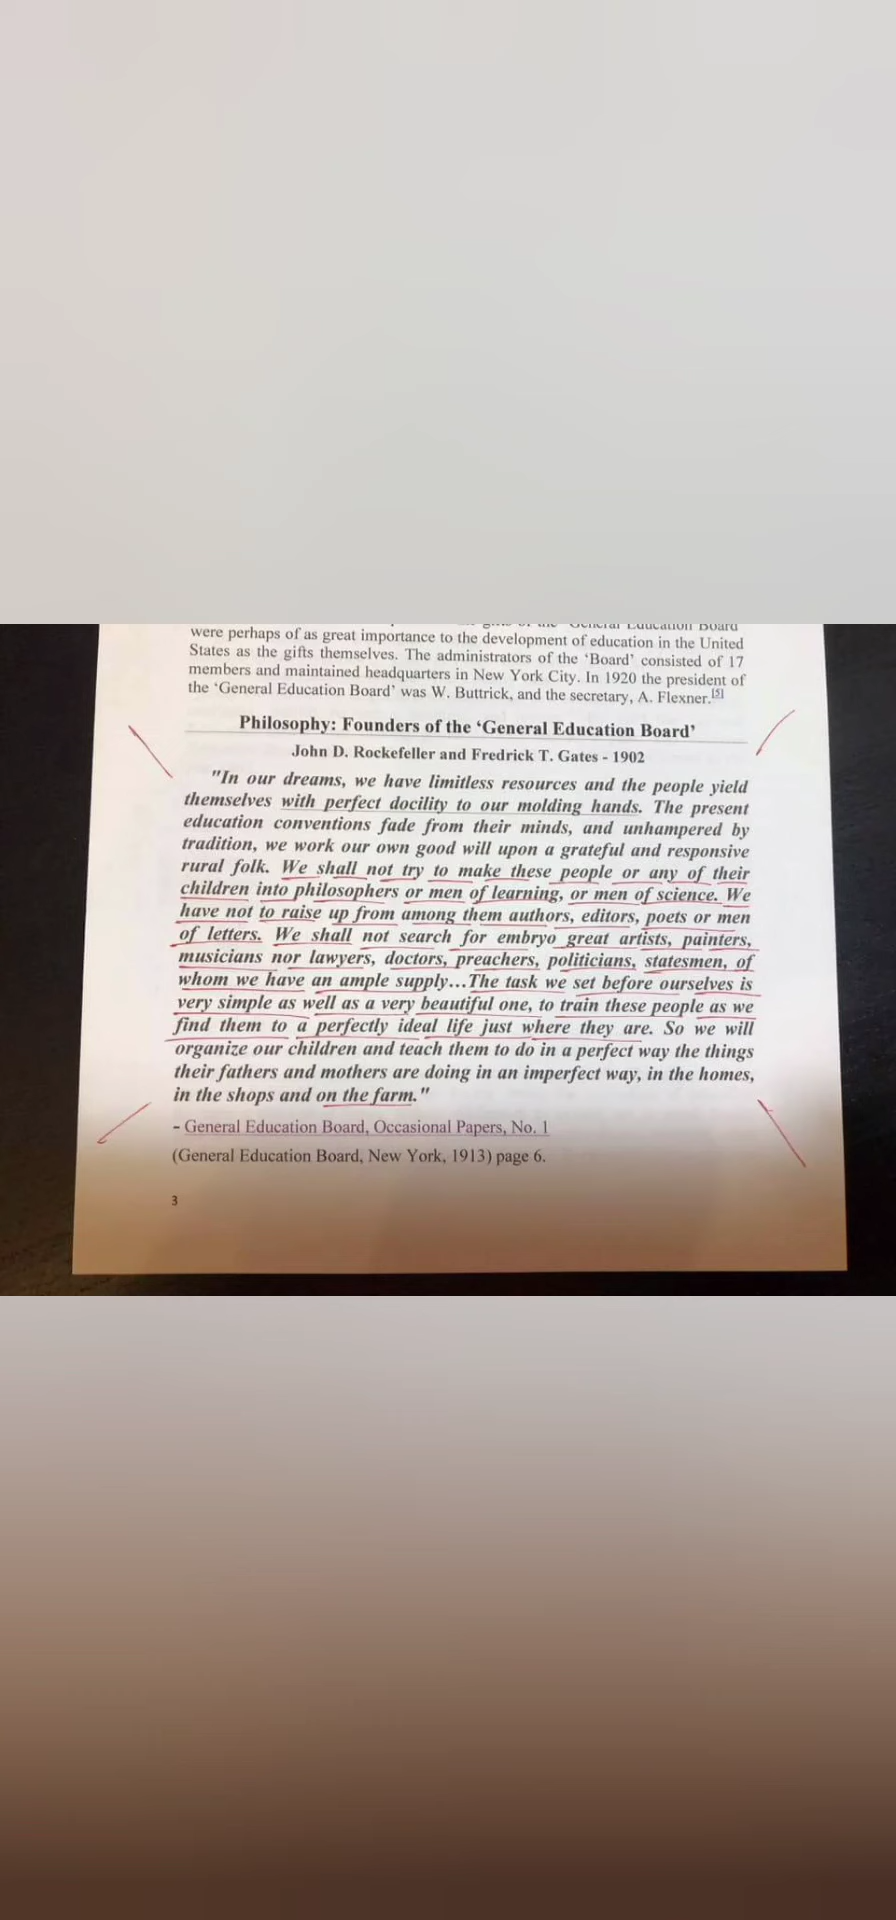 General Education Board
were perhaps of as great importance to the development of education in the United
States as the gifts themselves. The administrators of the ‘Board’ consisted of 17
members and maintained headquarters in New York City. In 1920 the president of
the ‘General Education Board’ was W. Buttrick, and the secretary, A. Flexner.[5]
Philosophy: Founders of the ‘General Education Board’
John D. Rockefeller and Fredrick T. Gates - 1902
"In our dreams, we have limitless resources and the people yield
themselves with perfect docility to our molding hands. The present
education conventions fade from their minds, and unhampered by
tradition, we work our own good will upon a grateful and responsive
rural folk. We shall not try to make these people or any of their
children into philosophers or men of learning, or men of science. We
have not to raise up from among them authors, editors, poets or men
of letters. We shall not search for embryo great artists, painters,
musicians nor lawyers, doctors, preachers, politicians, statesmen, of
whom we have an ample supply…The task we set before ourselves is
very simple as well as a very beautiful one, to train these people as we
find them to a perfectly ideal life just where they are. So we will
organize our children and teach them to do in a perfect way the things
their fathers and mothers are doing in an imperfect way, in the homes,
in the shops and on the farm."
- General Education Board, Occasional Papers, No. 1
(General Education Board, New York, 1913) page 6.
3